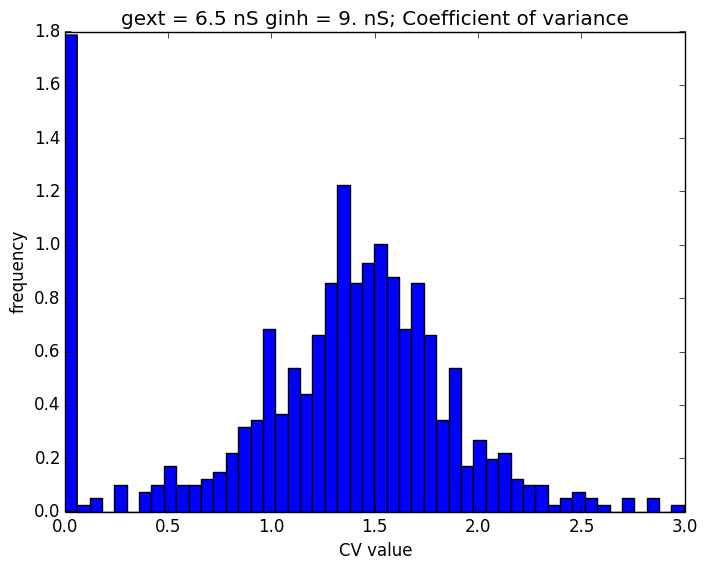 gext = 6.5 nS ginh = 9. nS; Coefficient of variance
1.8
1.6
1.4
1.2
1.0
0.8
0.6
0.4
0.2
0.0
frequency
0.0 0.5 1.0 1.5 2.0 2.5 3.0
CV value